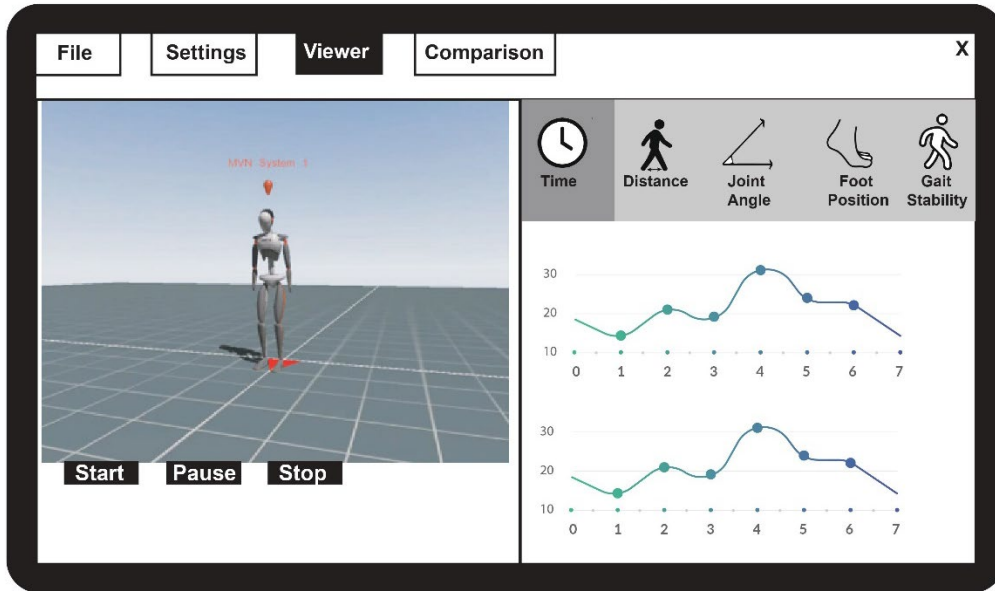 File Settings Viewer Comparison X
MVN System 1
Time Distance Joint Angle Foot Position Gait Stability
30
20
10
0 1 2 3 4 5 6 7
30
20
10
0 1 2 3 4 5 6 7
Start Pause Stop